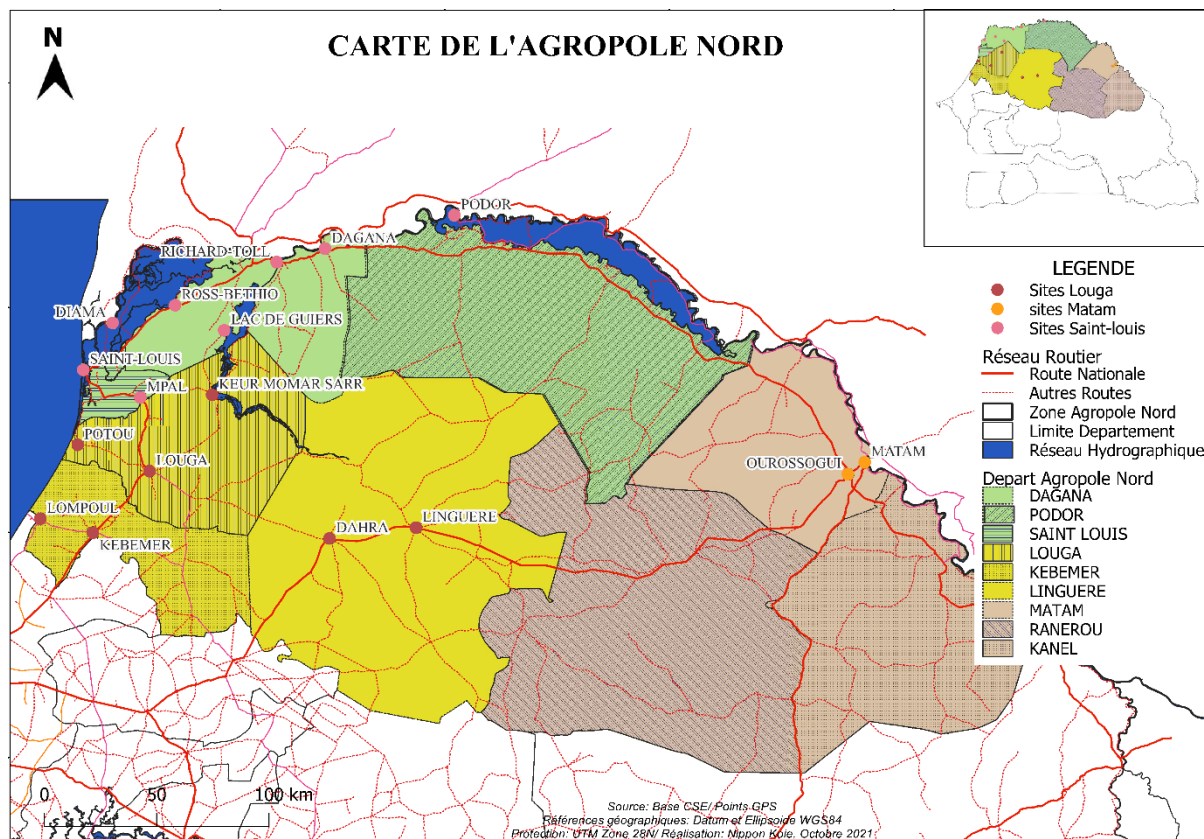 CARTE DE L'AGROPOLE NORD
N
PODOR
DAGANA
RICHARD-TOLL
ROSS-BETHIO
DIAMA
LAC DE GUIERS
SAINT-LOUIS
MPAL
KEUR MOMAR SARR
POTOU
LOUGA
MATAM
OUROSSOGUI
LOMPOUL
KEBEMER
DAHRA
LINGUERE
LEGENDE
Sites Louga
sites Matam
Sites Saint-louis
Réseau Routier
Route Nationale
Autres Routes
Zone Agropole Nord
Limite Departement
Réseau Hydrographique
Depart Agropole Nord
DAGANA
PODOR
SAINT LOUIS
LOUGA
KEBEMER
LINGUERE
MATAM
RANEROU
KANEL
0 50 100 km
Source: Base CSE/ Points GPS
Références géographiques: Datum et Ellipsoide WGS84
Protection: UTM Zone 28N/ Réalisation: Nippon Koie. Octobre 2021